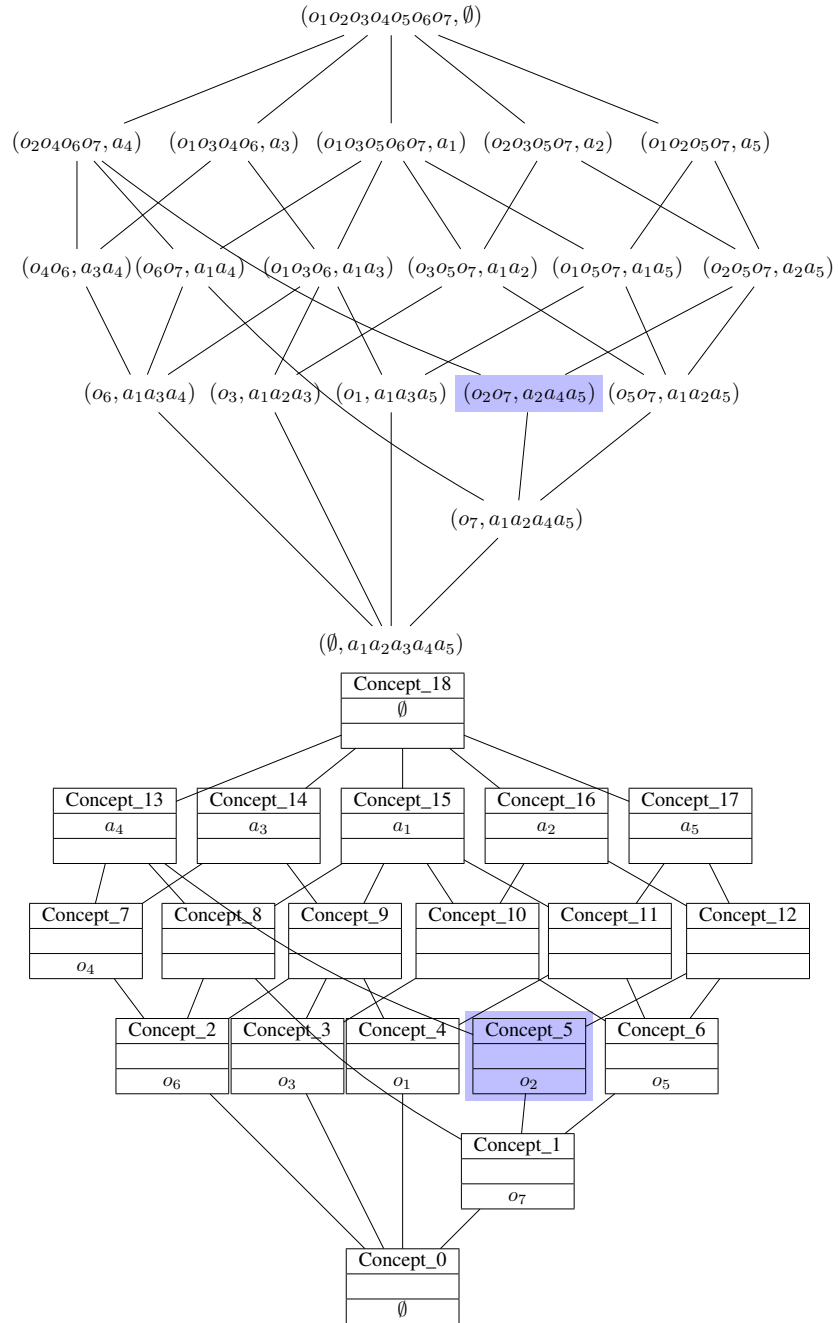 (o₁o₂o₃o₄o₅o₆o₇, ∅)
(o₂o₄o₆o₇, a₄) (o₁o₃o₄o₆, a₃) (o₁o₃o₅o₆o₇, a₁) (o₂o₃o₅o₇, a₂) (o₁o₂o₅o₇, a₅)
(o₄o₆, a₃a₄) (o₆o₇, a₁a₄) (o₁o₃o₆, a₁a₃) (o₃o₅o₇, a₁a₂) (o₁o₅o₇, a₁a₅) (o₂o₅o₇, a₂a₅)
(o₆, a₁a₃a₄) (o₃, a₁a₂a₃) (o₁, a₁a₃a₅) (o₂o₇, a₂a₄a₅) (o₅o₇, a₁a₂a₅)
(o₇, a₁a₂a₄a₅)
(∅, a₁a₂a₃a₄a₅)
Concept_18
∅
Concept_13 Concept_14 Concept_15 Concept_16 Concept_17
a₄ a₃ a₁ a₂ a₅
Concept_7 Concept_8 Concept_9 Concept_10 Concept_11 Concept_12
o₄
Concept_2 Concept_3 Concept_4 Concept_5 Concept_6
o₆ o₃ o₁ o₂ o₅
Concept_1
o₇
Concept_0
∅